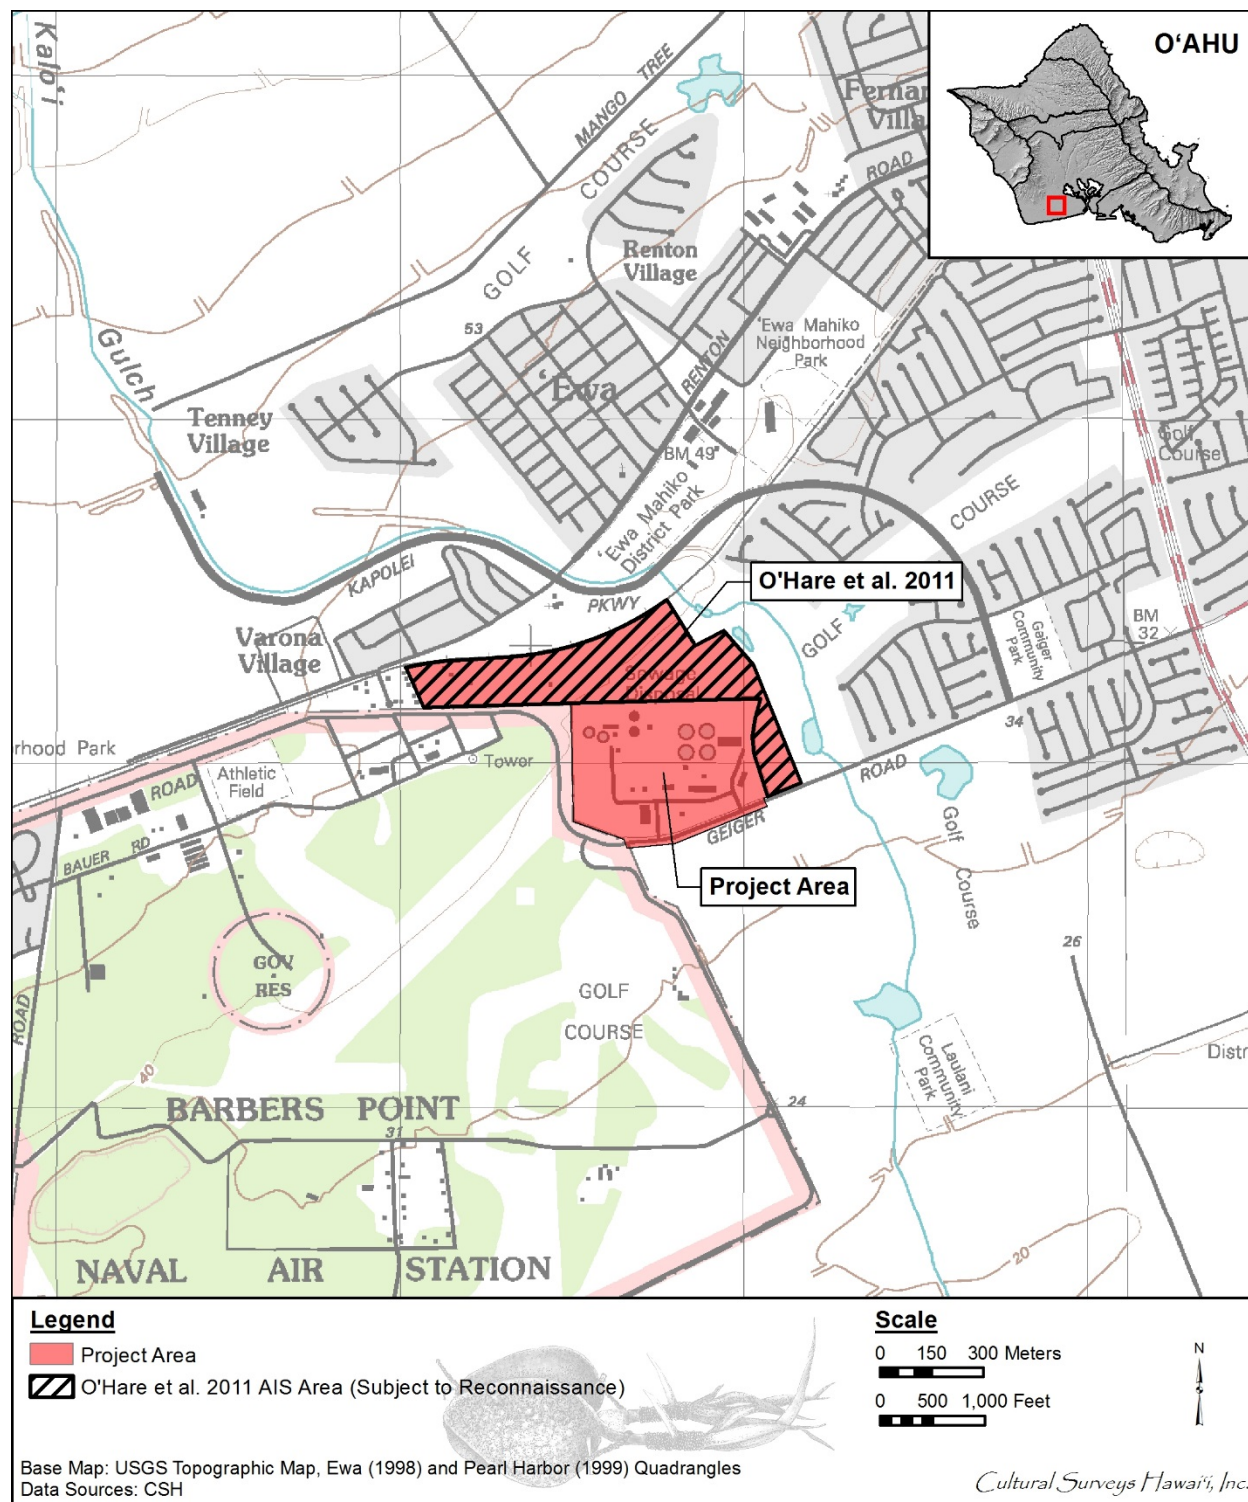 O‘AHU
Kalo‘i
Gulch
MANGO TREE
GOLF
COURSE
Renton
Village
ROAD
53
‘Ewa
RENTON
'Ewa Mahiko
Neighborhood
Park
Tenney
Village
BM 49
'Ewa Mahiko
District Park
Golf
Course
COURSE
KAPOLEI
PKWY
O'Hare et al. 2011
GOLF
Geiger
Community
Park
BM
32
Varona
Village
Sewage
Disposal
34
orhood Park
Athletic
Field
ROAD
Tower
ROAD
GEIGER
BAUER RD
Golf
Course
Project Area
26
GOV
RES
GOLF
COURSE
ROAD
40
Laulani
Community
Park
Distr
BARBERS POINT
31
24
20
NAVAL AIR STATION
Legend
Project Area
O'Hare et al. 2011 AIS Area (Subject to Reconnaissance)
Scale
0 150 300 Meters
0 500 1,000 Feet
N
Base Map: USGS Topographic Map, Ewa (1998) and Pearl Harbor (1999) Quadrangles
Data Sources: CSH
Cultural Surveys Hawai‘i, Inc.